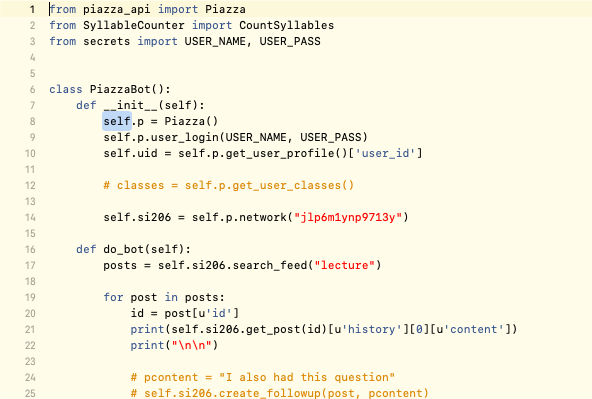 1 from piazza_api import Piazza
2 from SyllableCounter import CountSyllables
3 from secrets import USER_NAME, USER_PASS
4
5
6 class PiazzaBot():
7     def __init__(self):
8         self.p = Piazza()
9         self.p.user_login(USER_NAME, USER_PASS)
10         self.uid = self.p.get_user_profile()['user_id']
11
12         # classes = self.p.get_user_classes()
13
14         self.si206 = self.p.network("jlp6m1ynp9713y")
15
16     def do_bot(self):
17         posts = self.si206.search_feed("lecture")
18
19         for post in posts:
20             id = post[u'id']
21             print(self.si206.get_post(id)[u'history'][0][u'content'])
22             print("\n\n")
23
24             # pcontent = "I also had this question"
25             # self.si206.create_followup(post, pcontent)